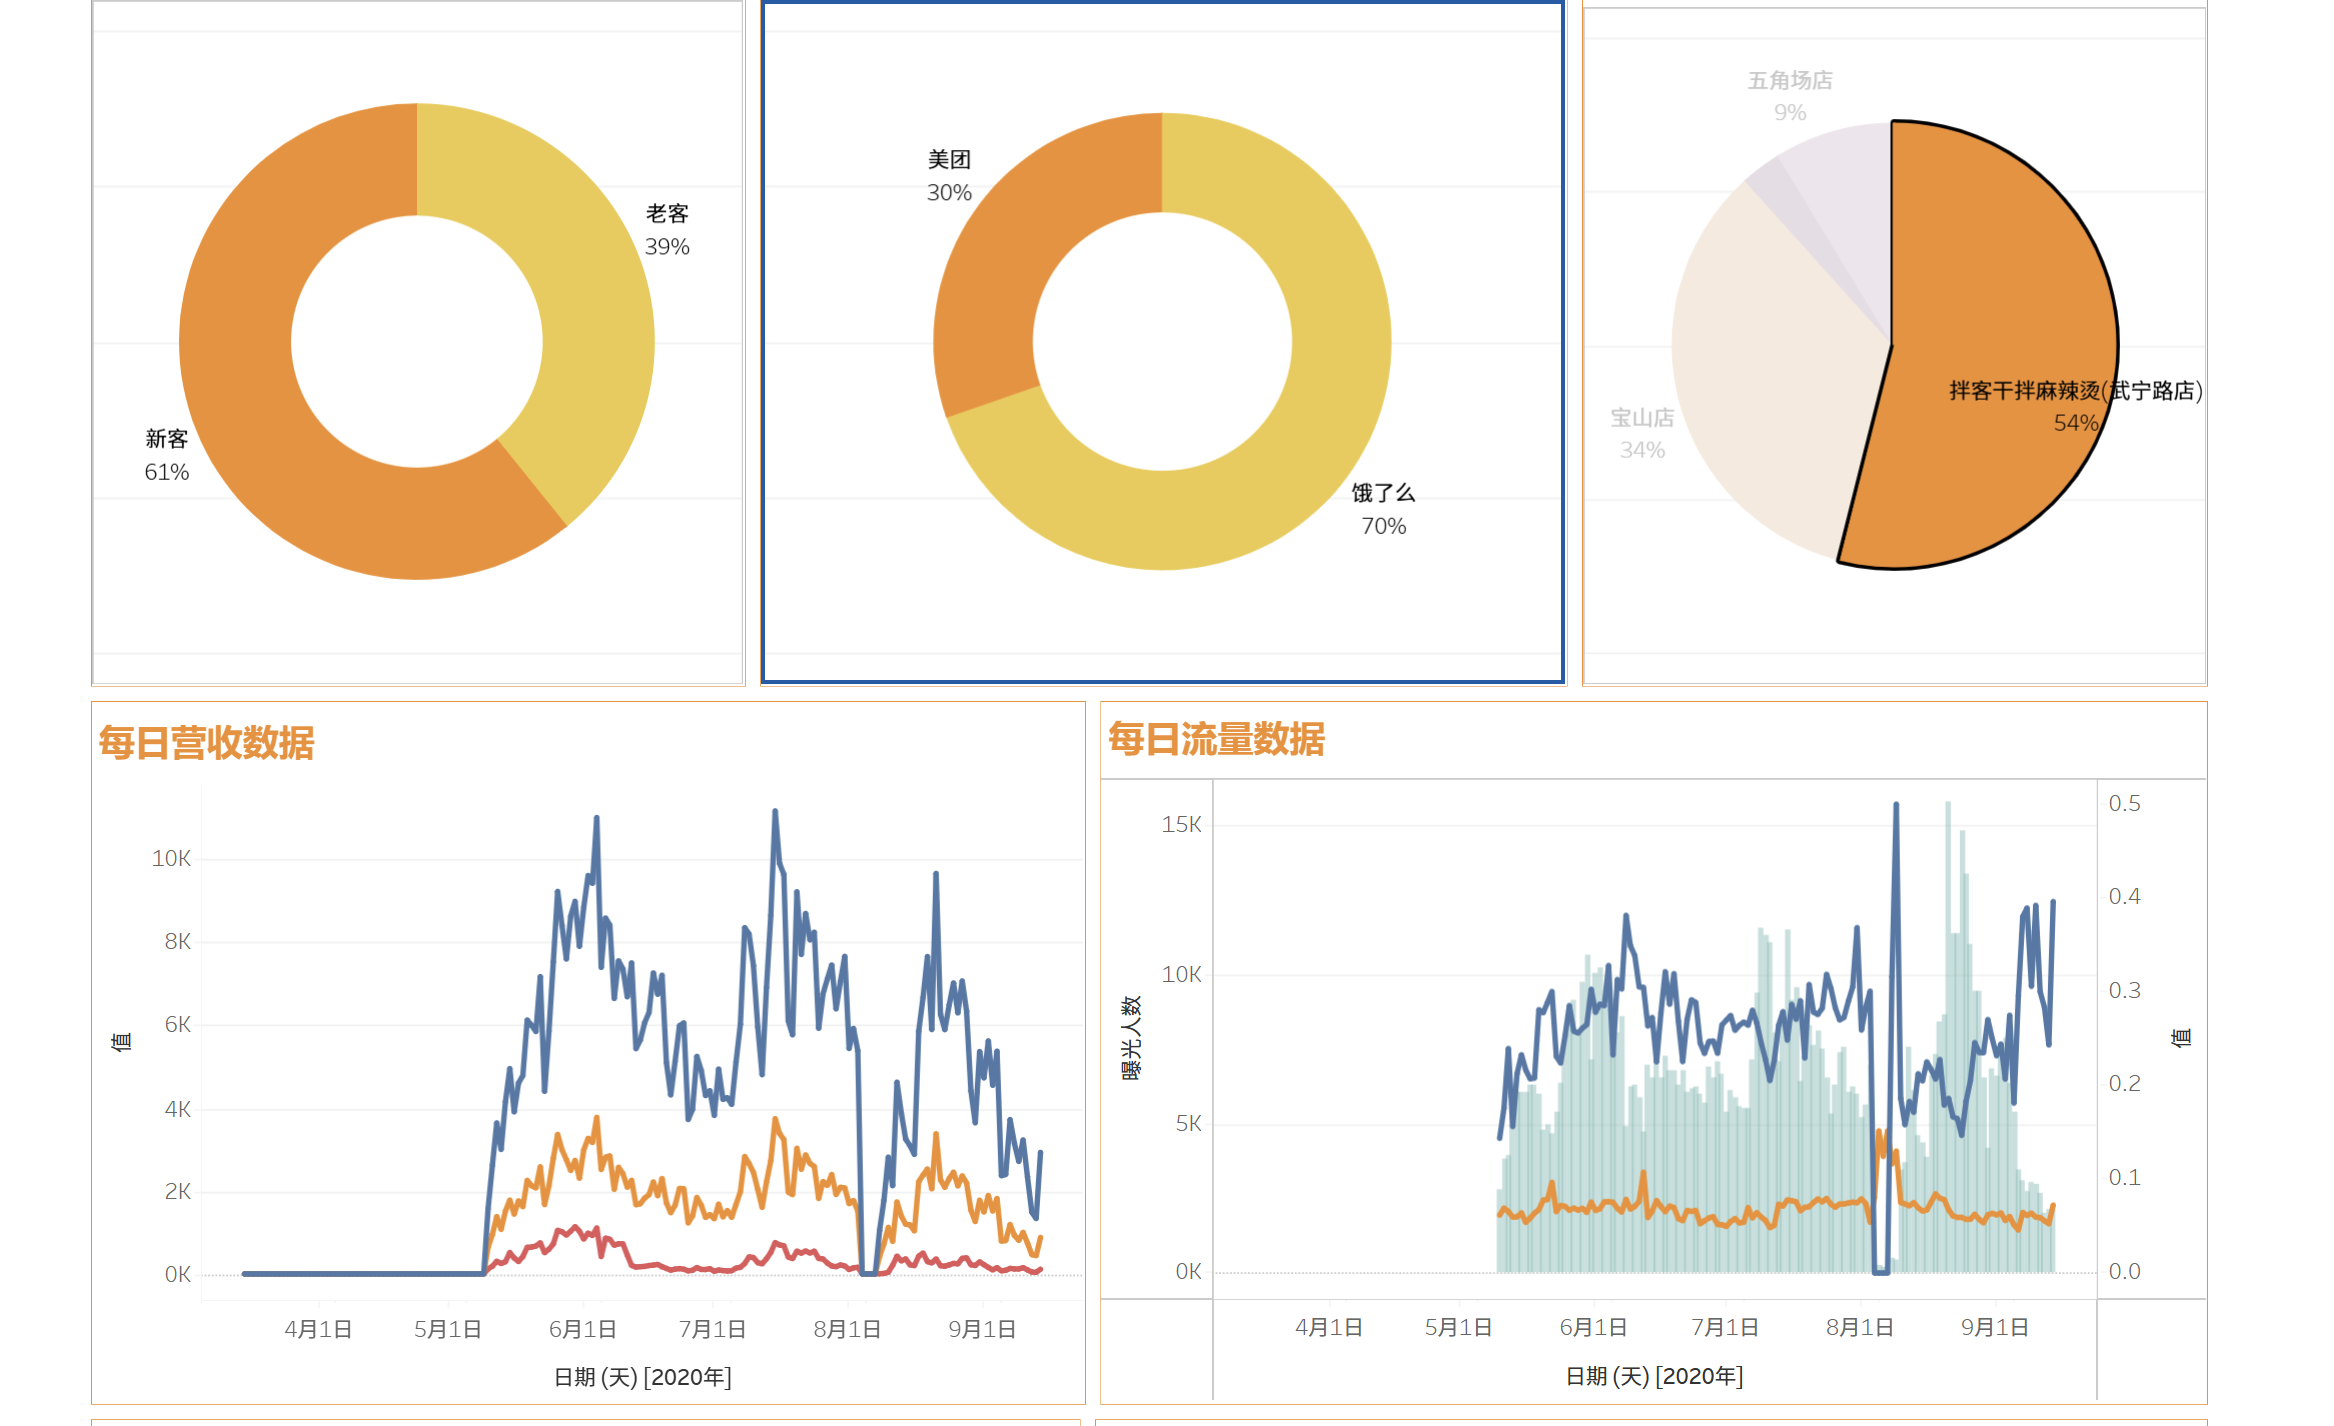 老客
39%
新客
61%
美团
30%
饿了么
70%
五角场店
9%
拌客干拌麻辣烫(武宁路店)
54%
宝山店
34%
每日营收数据
10K
8K
6K
4K
2K
0K
值
4月1日
5月1日
6月1日
7月1日
8月1日
9月1日
日期 (天) [2020年]
每日流量数据
15K
10K
5K
0K
曝光人数
0.5
0.4
0.3
0.2
0.1
0.0
值
4月1日
5月1日
6月1日
7月1日
8月1日
9月1日
日期 (天) [2020年]